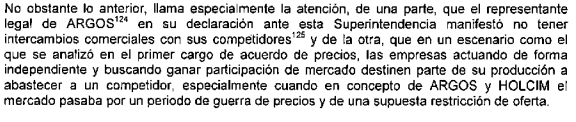 No obstante lo anterior, llama especialmente la atención, de una parte, que el representante
legal de ARGOS¹²⁴ en su declaración ante esta Superintendencia manifestó no tener
intercambios comerciales con sus competidores¹²⁵ y de la otra, que en un escenario como el
que se analizó en el primer cargo de acuerdo de precios, las empresas actuando de forma
independiente y buscando ganar participación de mercado destinen parte de su producción a
abastecer a un competidor, especialmente cuando en concepto de ARGOS y HOLCIM el
mercado pasaba por un periodo de guerra de precios y de una supuesta restricción de oferta.